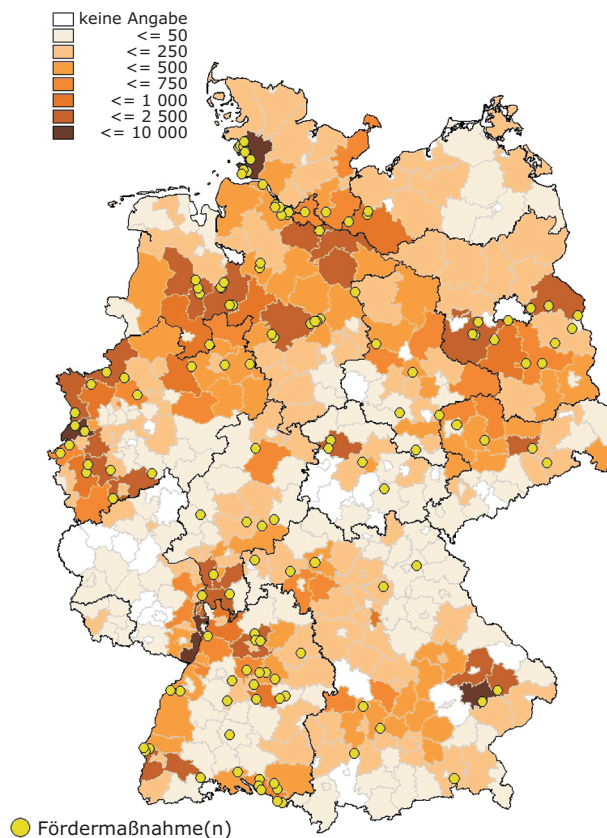 keine Angabe
<= 50
<= 250
<= 500
<= 750
<= 1 000
<= 2 500
<= 10 000
Fördermaßnahme(n)